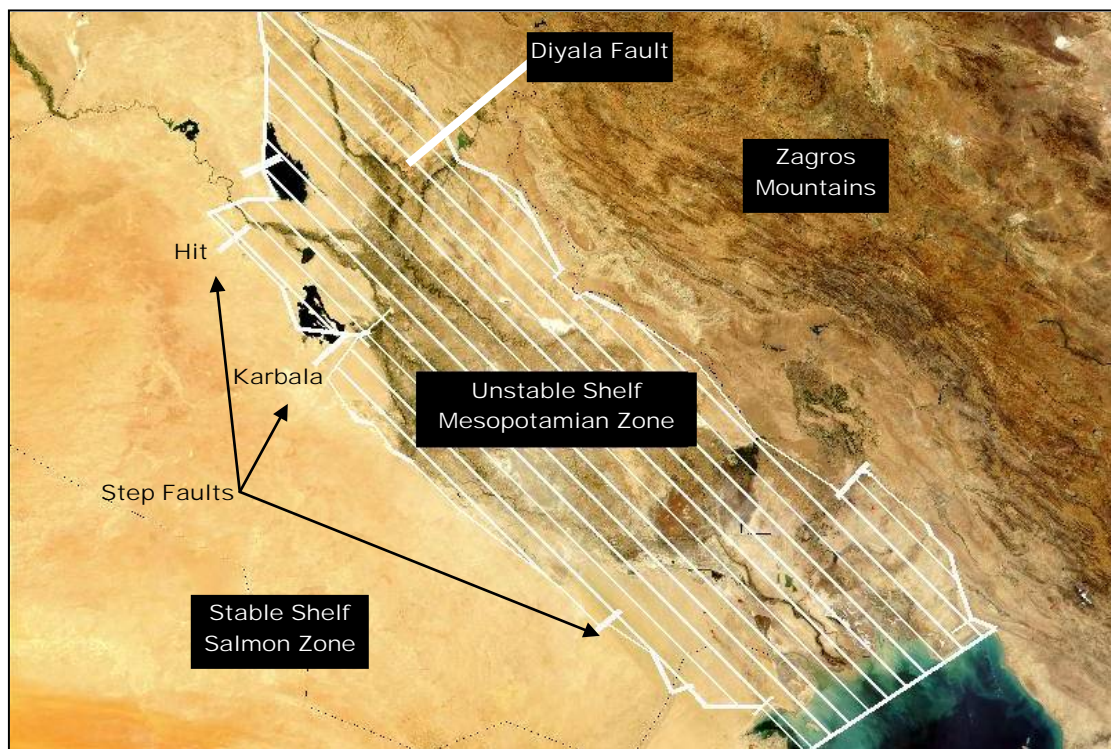 Diyala Fault
Zagros
Mountains
Hit
Karbala
Unstable Shelf
Mesopotamian Zone
Step Faults
Stable Shelf
Salmon Zone